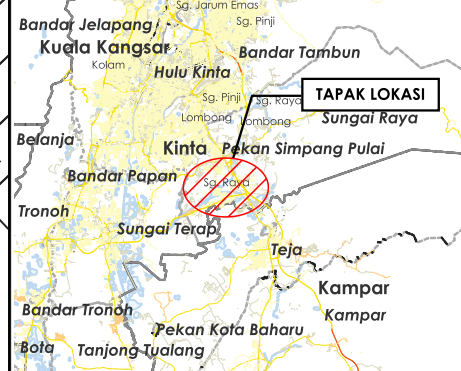 Sg. Jarum Emas
Bandar Jelapang
Sg. Pinji
Kuala Kangsar
Bandar Tambun
Kolam
Hulu Kinta
TAPAK LOKASI
Sg. Pinji
Sg. Raya
Lombong
Lombong
Sungai Raya
Belanja
Kinta
Pekan Simpang Pulai
Bandar Papan
Sg. Raya
Tronoh
Sungai Terap
Teja
Kampar
Bandar Tronoh
Kampar
Pekan Kota Baharu
Bota
Tanjong Tualang